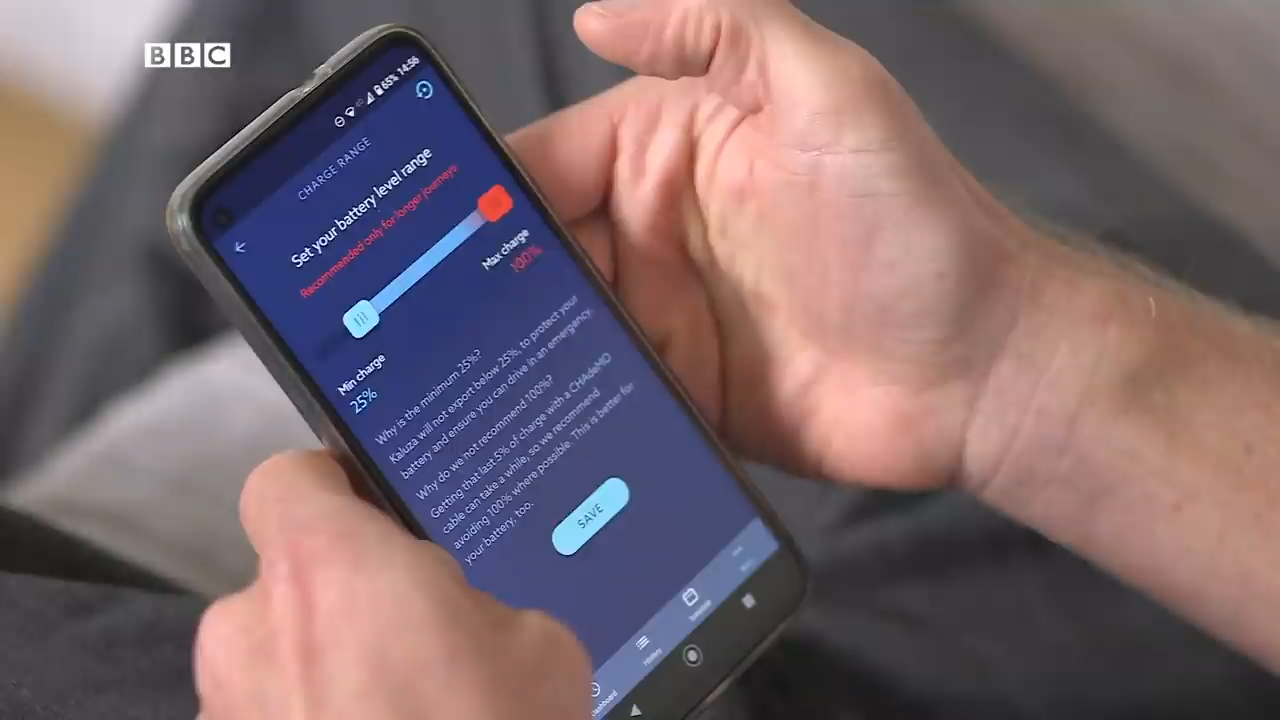 BBC
65% 14:56
CHARGE RANGE
Set your battery level range
Recommended only for longer journeys
Max charge
100%
Min charge
25%
Why is the minimum 25%?
Kaluza will not export below 25%, to protect your
battery and ensure you can drive in an emergency.
Why do we not recommend 100%?
Getting that last 5% of charge with a CHAdeMO
cable can take a while, so we recommend
avoiding 100% where possible. This is better for
your battery, too.
SAVE
History